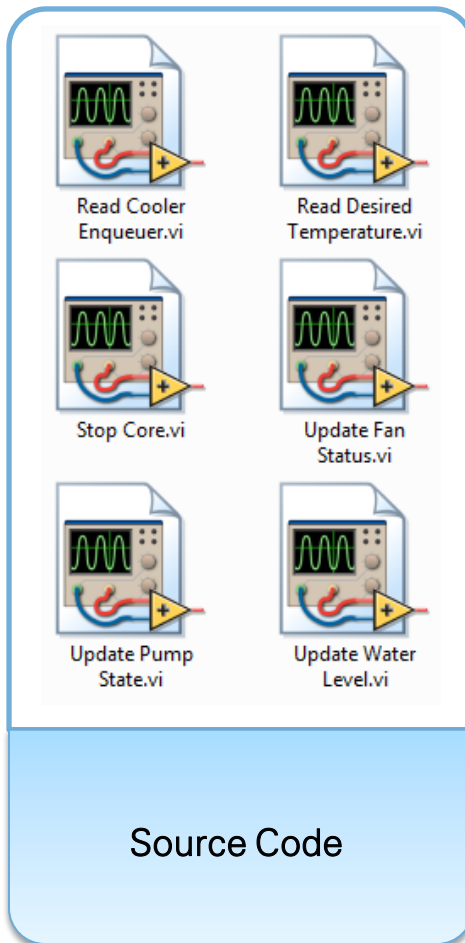 Read Cooler
Enqueuer.vi
Read Desired
Temperature.vi
Stop Core.vi
Update Fan
Status.vi
Update Pump
State.vi
Update Water
Level.vi
Source Code